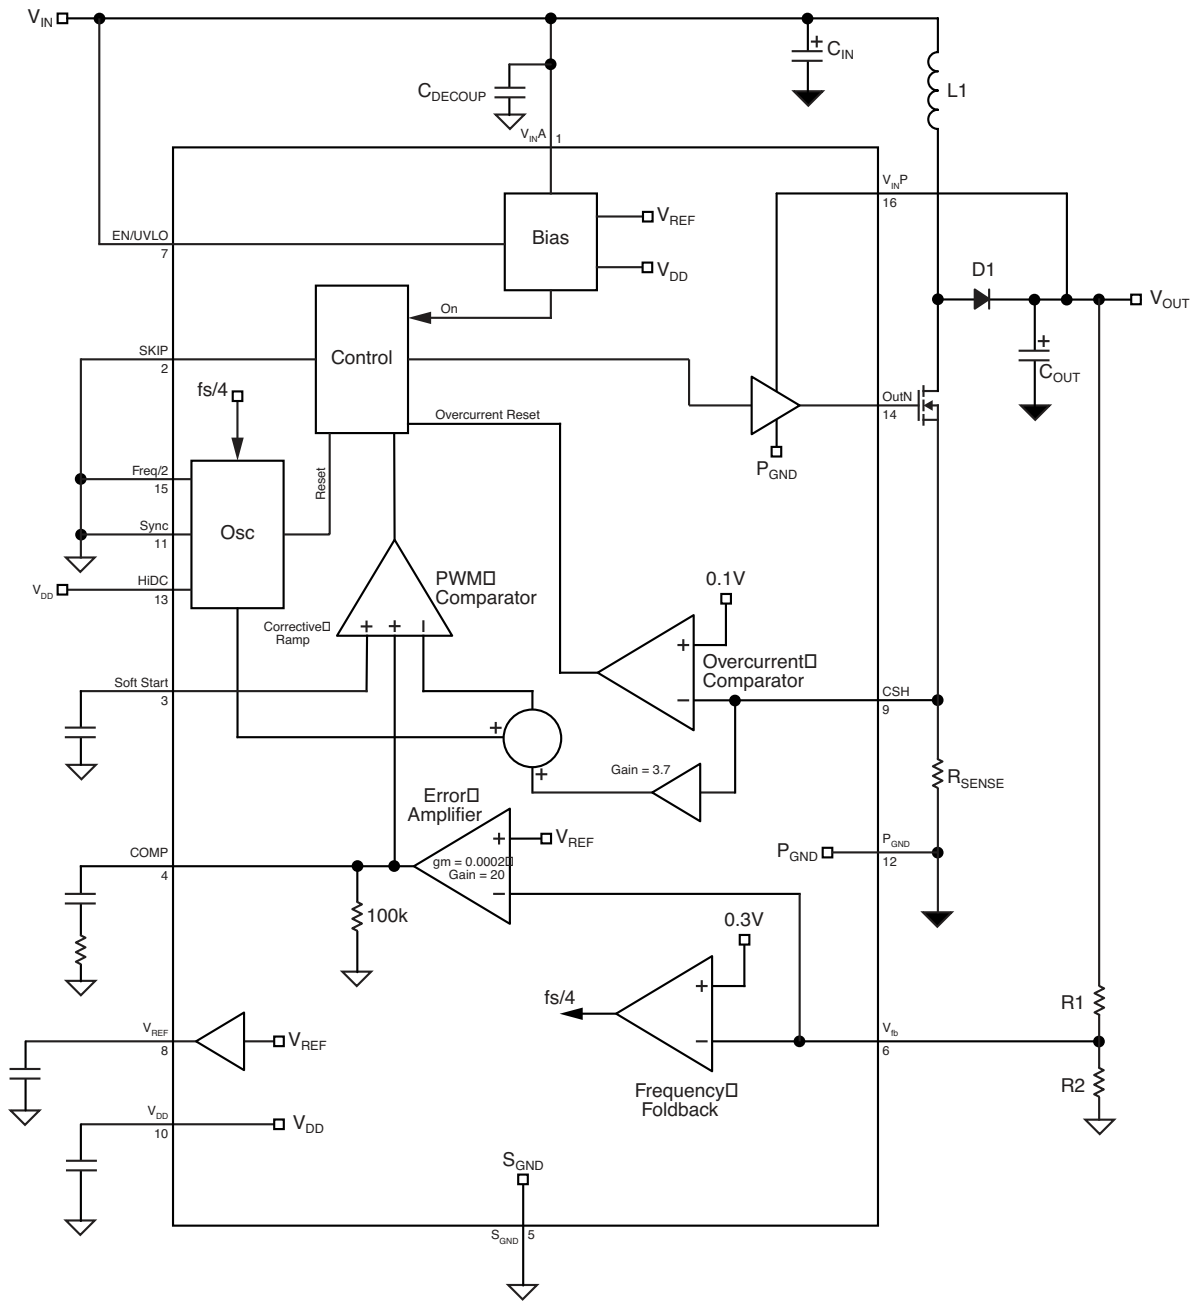 VIN
CIN
L1
CDECOUP
VINA 1
VINP
16
EN/UVLO
7
Bias
VREF
VDD
D1
VOUT
On
SKIP
2
Control
COUT
fs/4
OutN
14
Overcurrent Reset
PGND
Freq/2
15
Reset
Sync
11
Osc
HiDC
13
VDD
PWM□
Comparator
0.1V
Corrective□
Ramp
+ + −
+
Overcurrent□
Comparator
Soft Start
3
−
CSH
9
+
+
Gain = 3.7
RSENSE
Error□
Amplifier
+
VREF
PGND
PGND
12
COMP
4
gm = 0.0002□
Gain = 20
−
100k
0.3V
fs/4
+
R1
VREF
8
VREF
−
Vfb
6
R2
Frequency□
Foldback
VDD
10
VDD
SGND
SGND 5